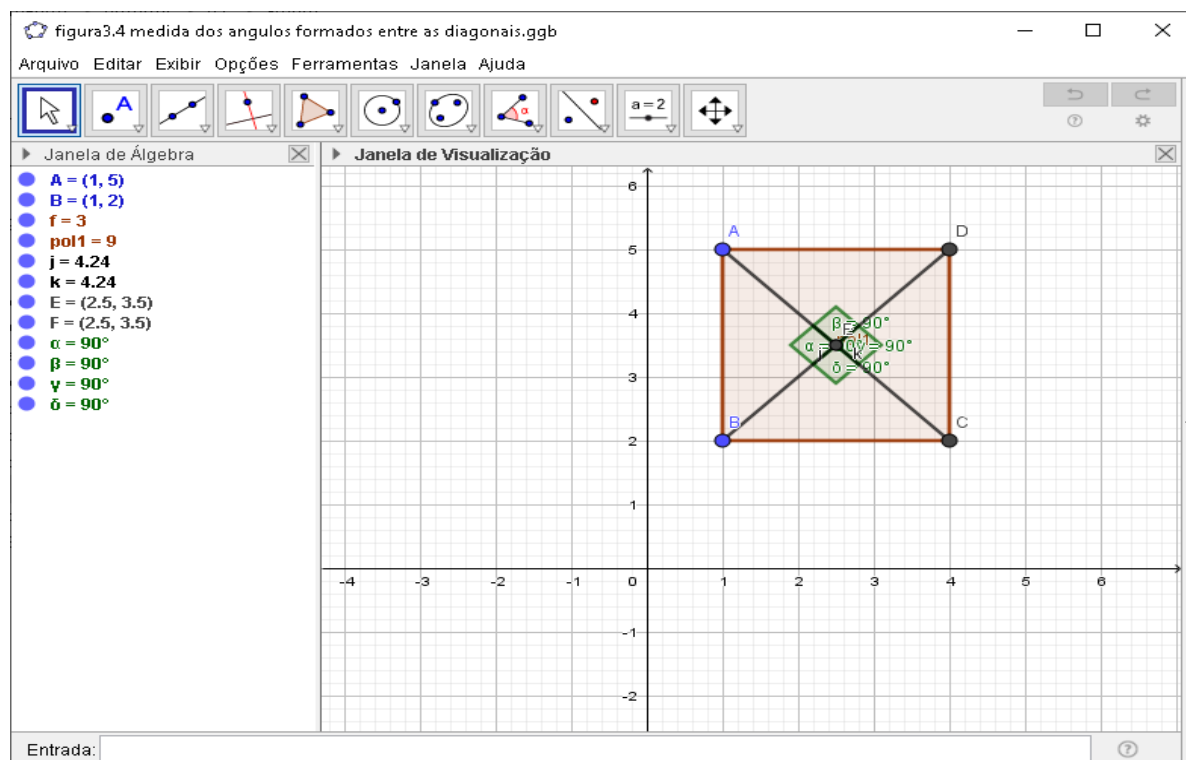 figura3.4 medida dos angulos formados entre as diagonais.ggb
Arquivo Editar Exibir Opções Ferramentas Janela Ajuda
A
α
a = 2
Janela de Álgebra
Janela de Visualização
A = (1, 5)
B = (1, 2)
f = 3
pol1 = 9
j = 4.24
k = 4.24
E = (2.5, 3.5)
F = (2.5, 3.5)
α = 90°
β = 90°
γ = 90°
δ = 90°
6
5
4
3
2
1
-1
-2
-4 -3 -2 -1 0 1 2 3 4 5 6
A D
β = 90°
α = γ = 90°
j k
δ = 90°
B C
Entrada: